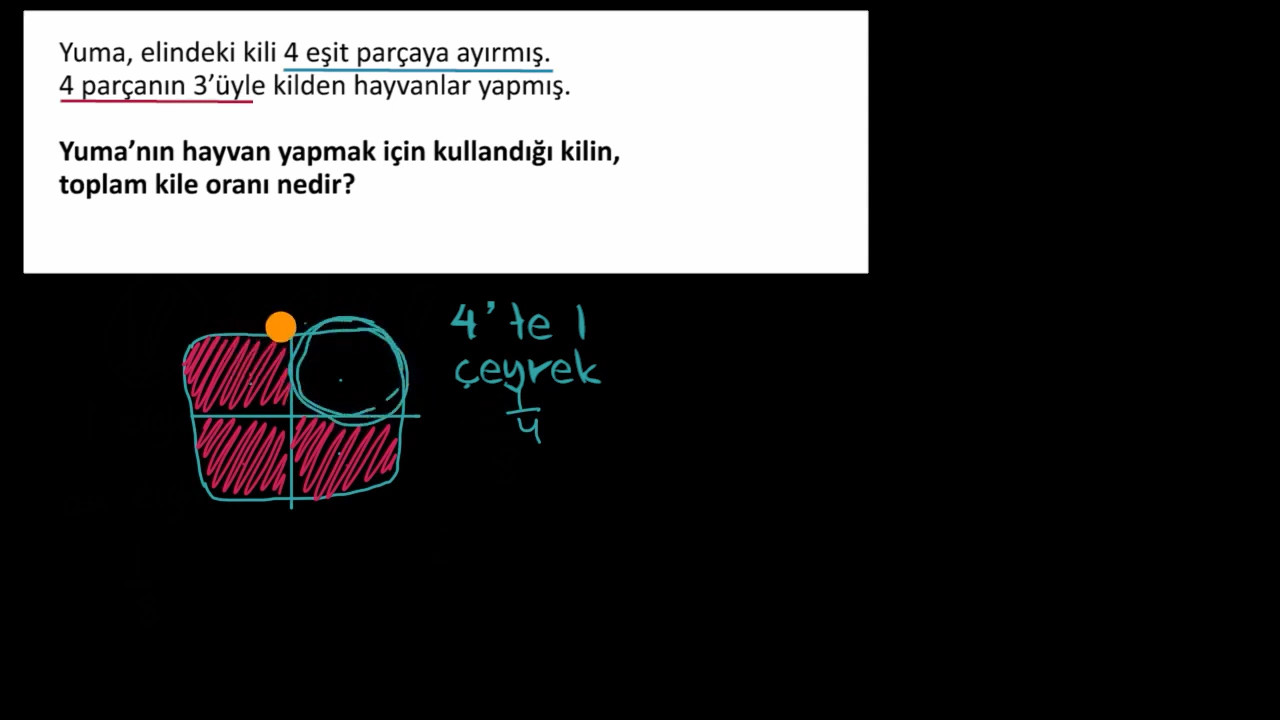 Yuma, elindeki kili 4 eşit parçaya ayırmış.
4 parçanın 3’üyle kilden hayvanlar yapmış.
Yuma’nın hayvan yapmak için kullandığı kilin,
toplam kile oranı nedir?
4’te 1
çeyrek
1
4